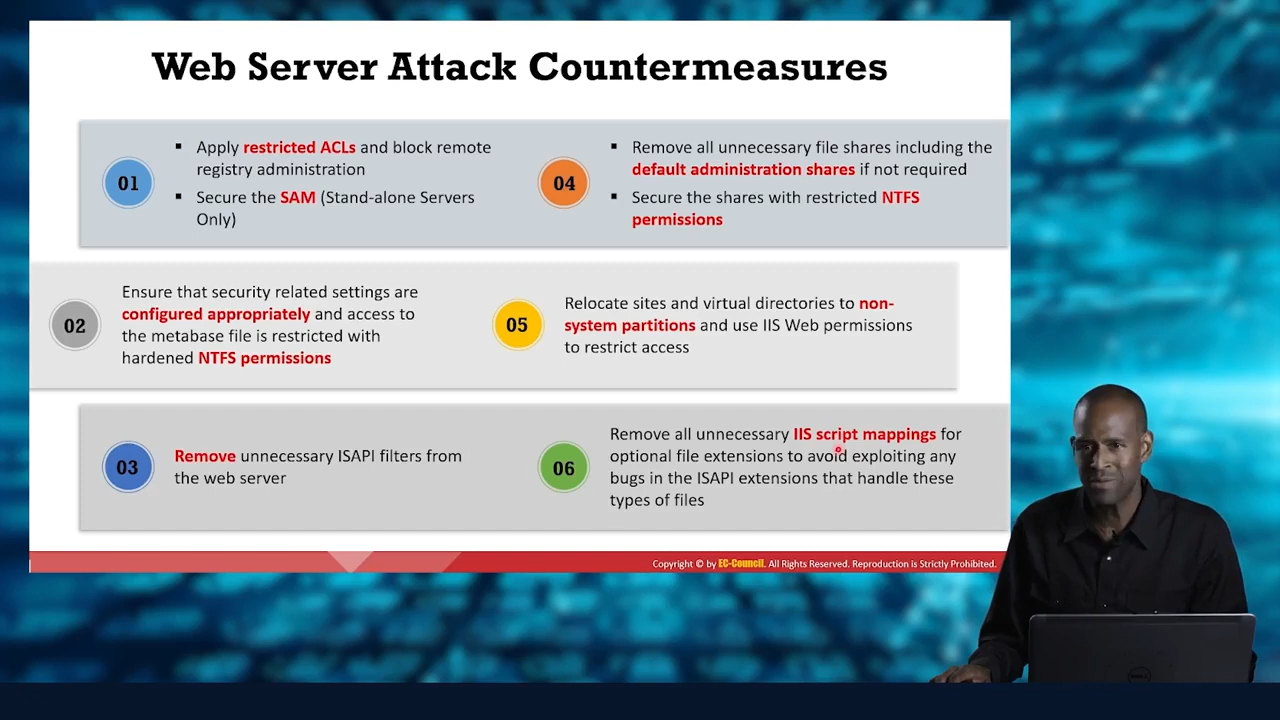 Web Server Attack Countermeasures
01
▪ Apply restricted ACLs and block remote
registry administration
▪ Secure the SAM (Stand-alone Servers
Only)
04
▪ Remove all unnecessary file shares including the
default administration shares if not required
▪ Secure the shares with restricted NTFS
permissions
02
Ensure that security related settings are
configured appropriately and access to
the metabase file is restricted with
hardened NTFS permissions
05
Relocate sites and virtual directories to non-
system partitions and use IIS Web permissions
to restrict access
03
Remove unnecessary ISAPI filters from
the web server
06
Remove all unnecessary IIS script mappings for
optional file extensions to avoid exploiting any
bugs in the ISAPI extensions that handle these
types of files
Copyright © by EC-Council. All Rights Reserved. Reproduction is Strictly Prohibited.
DELL